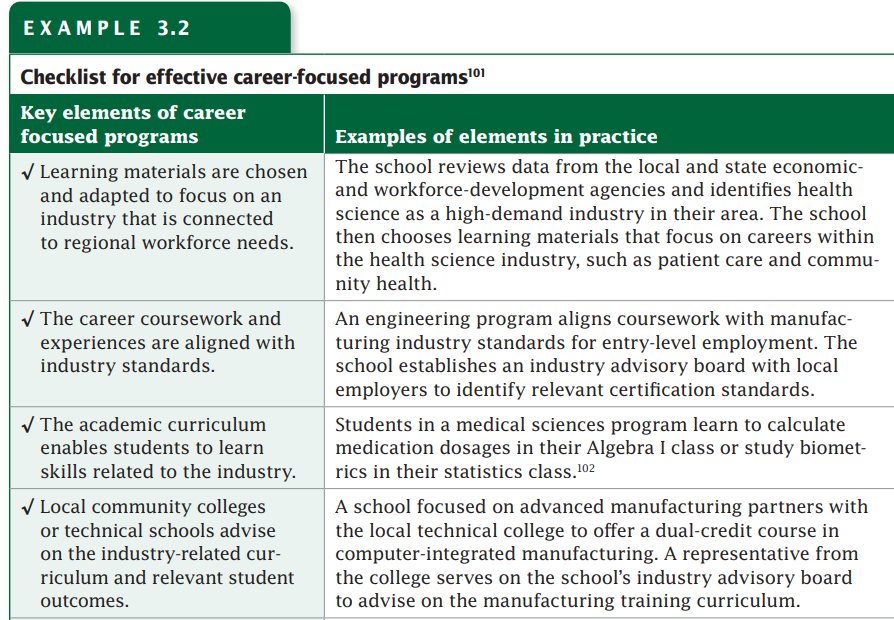 EXAMPLE 3.2
Checklist for effective career-focused programs¹⁰¹
Key elements of career
focused programs
Examples of elements in practice
√ Learning materials are chosen
and adapted to focus on an
industry that is connected
to regional workforce needs.
The school reviews data from the local and state economic-
and workforce-development agencies and identifies health
science as a high-demand industry in their area. The school
then chooses learning materials that focus on careers within
the health science industry, such as patient care and commu-
nity health.
√ The career coursework and
experiences are aligned with
industry standards.
An engineering program aligns coursework with manufac-
turing industry standards for entry-level employment. The
school establishes an industry advisory board with local
employers to identify relevant certification standards.
√ The academic curriculum
enables students to learn
skills related to the industry.
Students in a medical sciences program learn to calculate
medication dosages in their Algebra I class or study biomet-
rics in their statistics class.¹⁰²
√ Local community colleges
or technical schools advise
on the industry-related cur-
riculum and relevant student
outcomes.
A school focused on advanced manufacturing partners with
the local technical college to offer a dual-credit course in
computer-integrated manufacturing. A representative from
the college serves on the school’s industry advisory board
to advise on the manufacturing training curriculum.